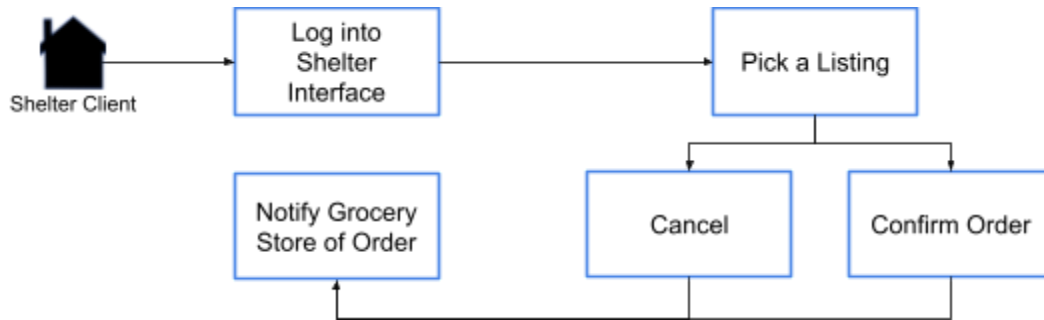 Shelter Client
Log into
Shelter
Interface
Pick a Listing
Notify Grocery
Store of Order
Cancel
Confirm Order